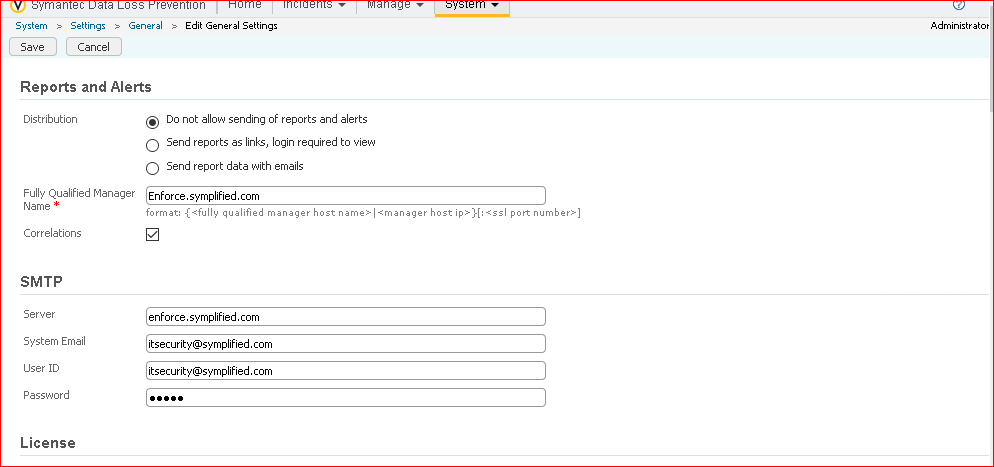 Symantec Data Loss Prevention Home Incidents Manage System
System > Settings > General > Edit General Settings Administrator
Save Cancel
Reports and Alerts
Distribution
Do not allow sending of reports and alerts
Send reports as links, login required to view
Send report data with emails
Fully Qualified Manager
Name *
Enforce.symplified.com
format: {<fully qualified manager host name>|<manager host ip>}[:<ssl port number>]
Correlations
SMTP
Server enforce.symplified.com
System Email itsecurity@symplified.com
User ID itsecurity@symplified.com
Password •••••
License